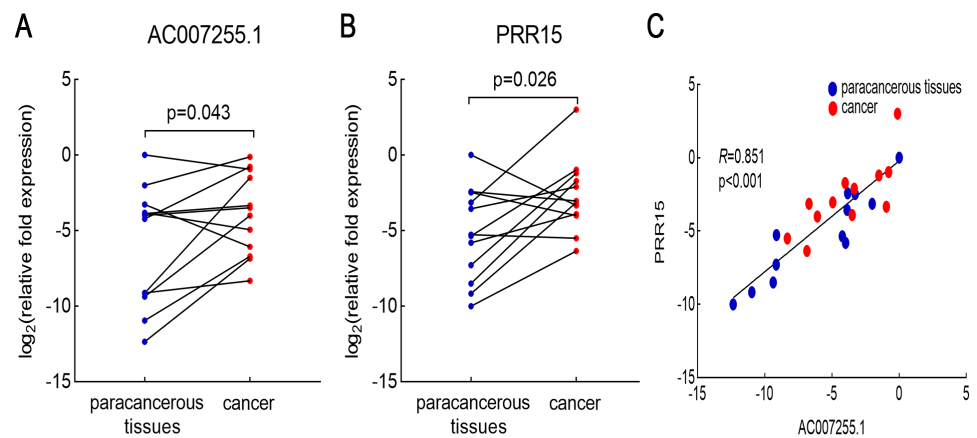 A
AC007255.1
log2(relative fold expression)
5
0
-5
-10
-15
p=0.043
paracancerous
tissues
cancer
B
PRR15
log2(relative fold expression)
5
0
-5
-10
-15
p=0.026
paracancerous
tissues
cancer
C
paracancerous tissues
cancer
R=0.851
p<0.001
PRR15
5
0
-5
-10
-15
-15
-10
-5
0
5
AC007255.1